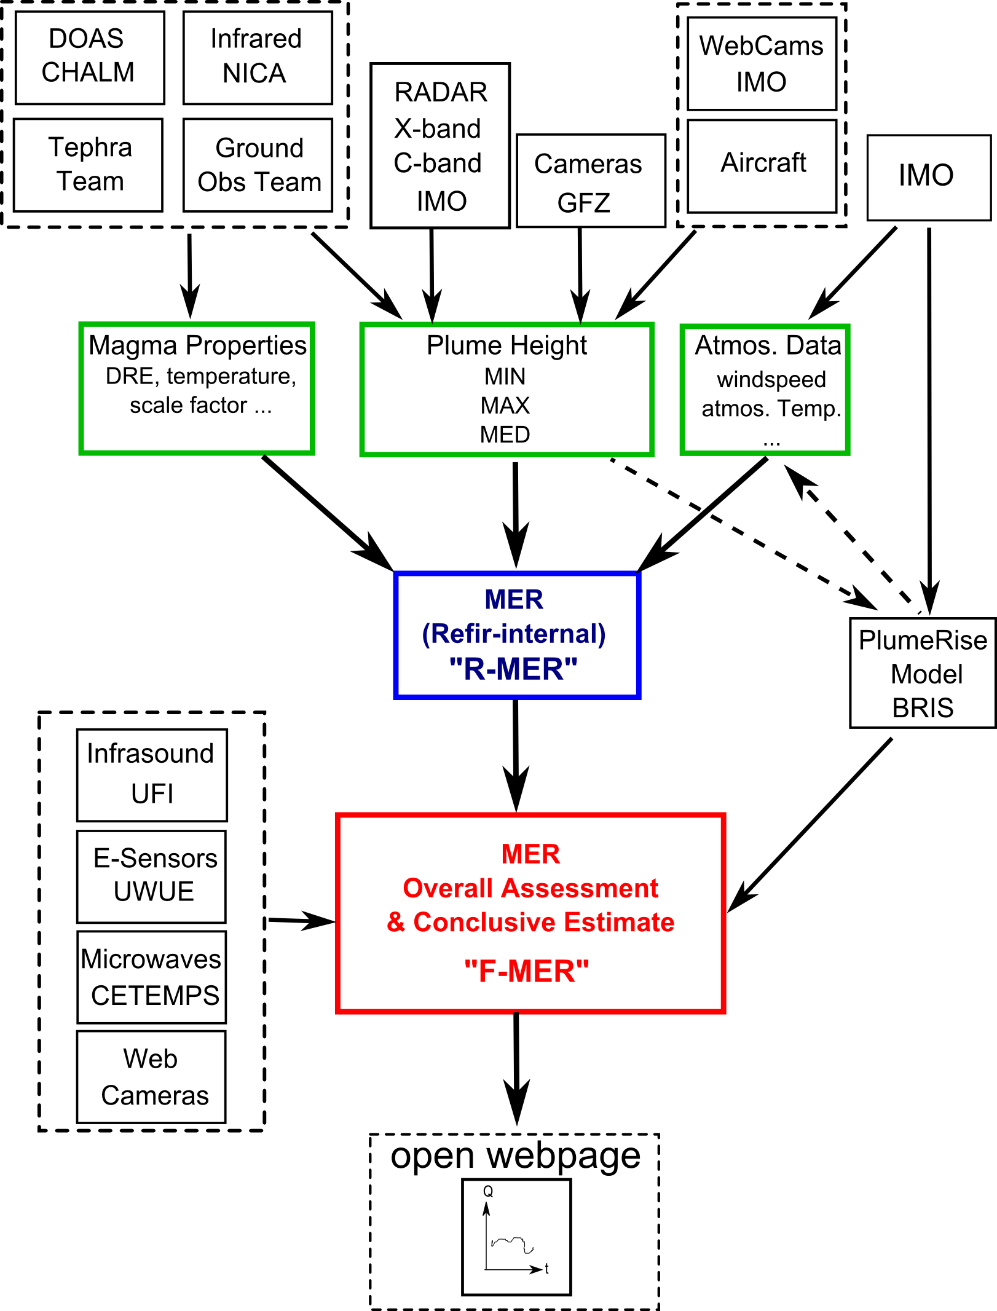 DOAS
CHALM
Infrared
NICA
Tephra
Team
Ground
Obs Team
RADAR
X-band
C-band
IMO
Cameras
GFZ
WebCams
IMO
Aircraft
IMO
Magma Properties
DRE, temperature,
scale factor ...
Plume Height
MIN
MAX
MED
Atmos. Data
windspeed
atmos. Temp.
...
MER
(Refir-internal)
"R-MER"
PlumeRise
Model
BRIS
Infrasound
UFI
E-Sensors
UWUE
Microwaves
CETEMPS
Web
Cameras
MER
Overall Assessment
& Conclusive Estimate
"F-MER"
open webpage
Q
t